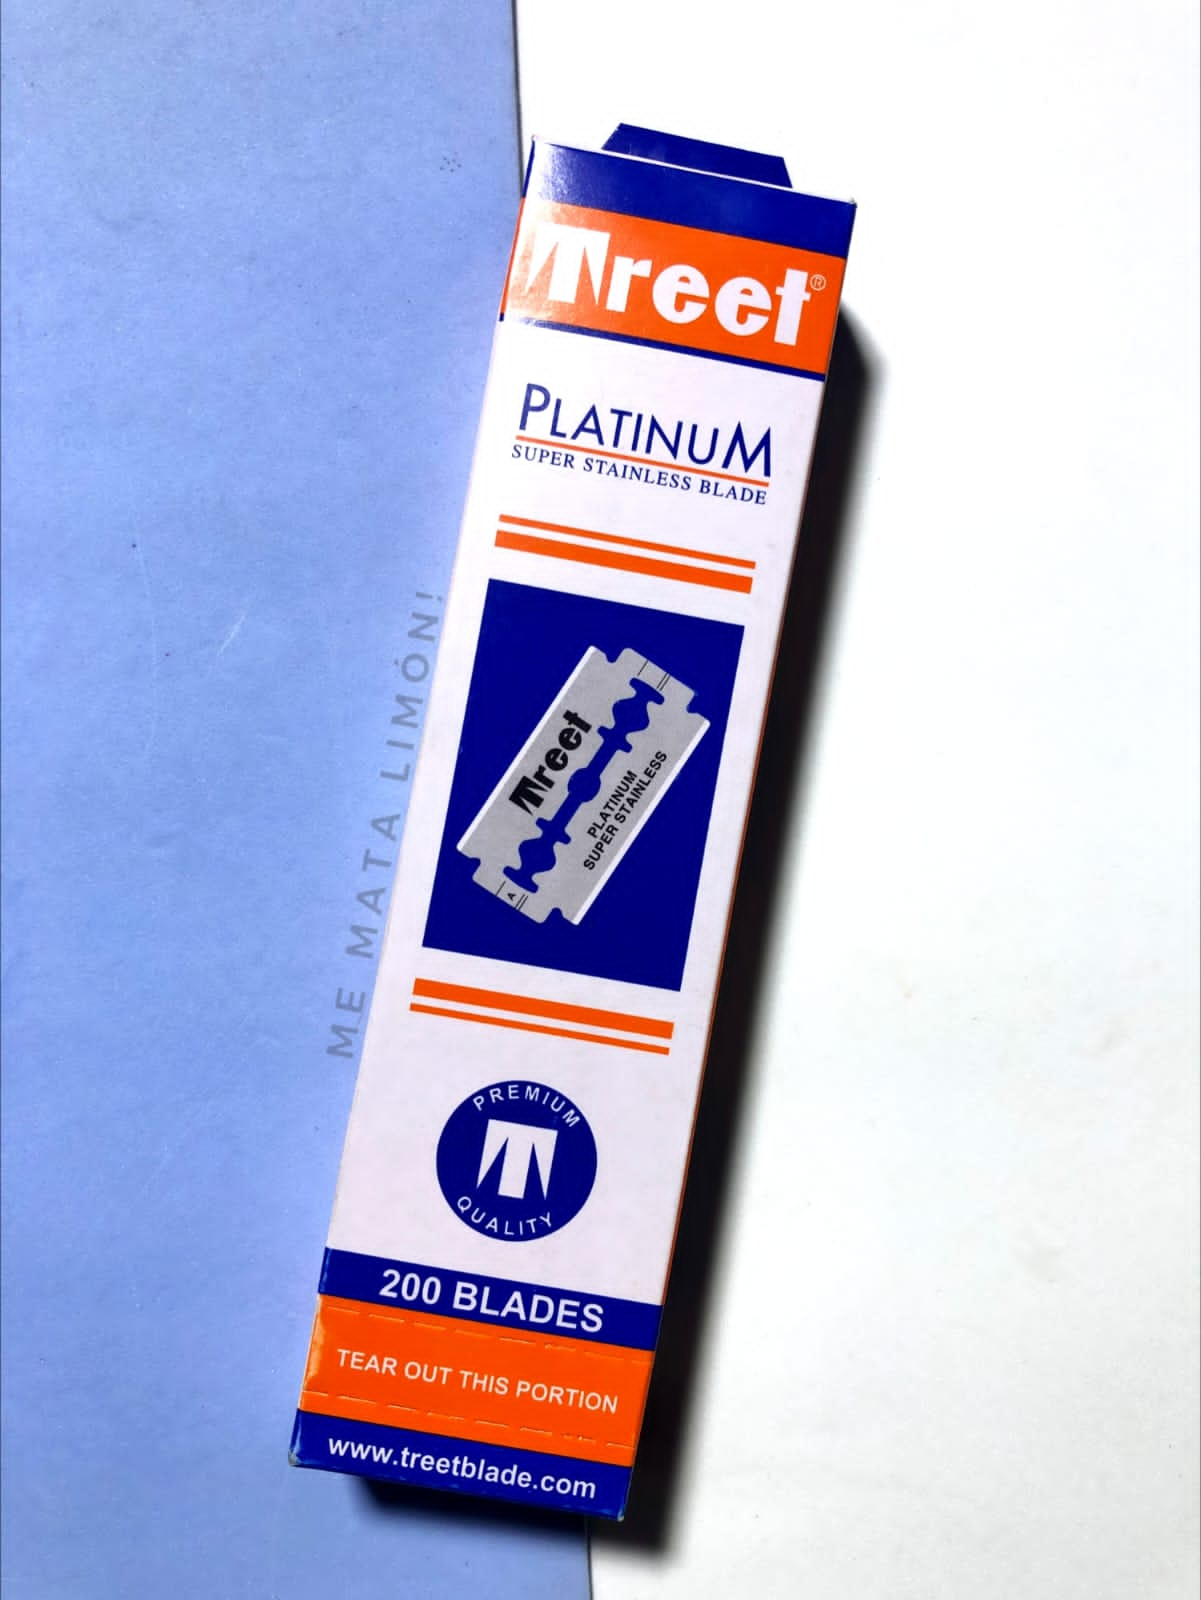 Treet®
PLATINUM
SUPER STAINLESS BLADE
Treet
PLATINUM
SUPER STAINLESS
A
PREMIUM
T
QUALITY
200 BLADES
TEAR OUT THIS PORTION
www.treetblade.com
ME MATA LIMÓN!